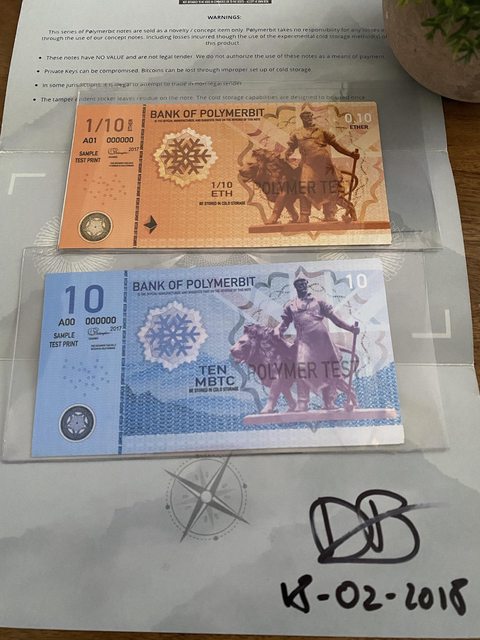 WARNINGS:
This series of Polymerbit notes are sold as a novelty / concept item only. Polymerbit takes no responsibility for any losses
through the use of our concept notes. Including losses incurred though the use of the experimental cold storage method(s) of
this product
These notes have NO VALUE and are not legal tender. We do not authorize the use of these notes as a means of payment
Private Keys can be compromised. Bitcoins can be lost through improper set up of cold storage.
In some jurisdictions, it is illegal to attempt to trade in non-legal tender
The tamper evident sticker leaves residue on the note. The cold storage capabilities are designed to be used once
1/10 ETHER
BANK OF POLYMERBIT
0.10
ETHER
A01 000000
2017
SAMPLE
TEST PRINT
1/10
ETH
BE STORED IN COLD STORAGE
POLYMER TEST
10
BANK OF POLYMERBIT
10
A00 000000
2017
SAMPLE
TEST PRINT
TEN
MBTC
BE STORED IN COLD STORAGE
POLYMER TEST
DB
18-02-2018